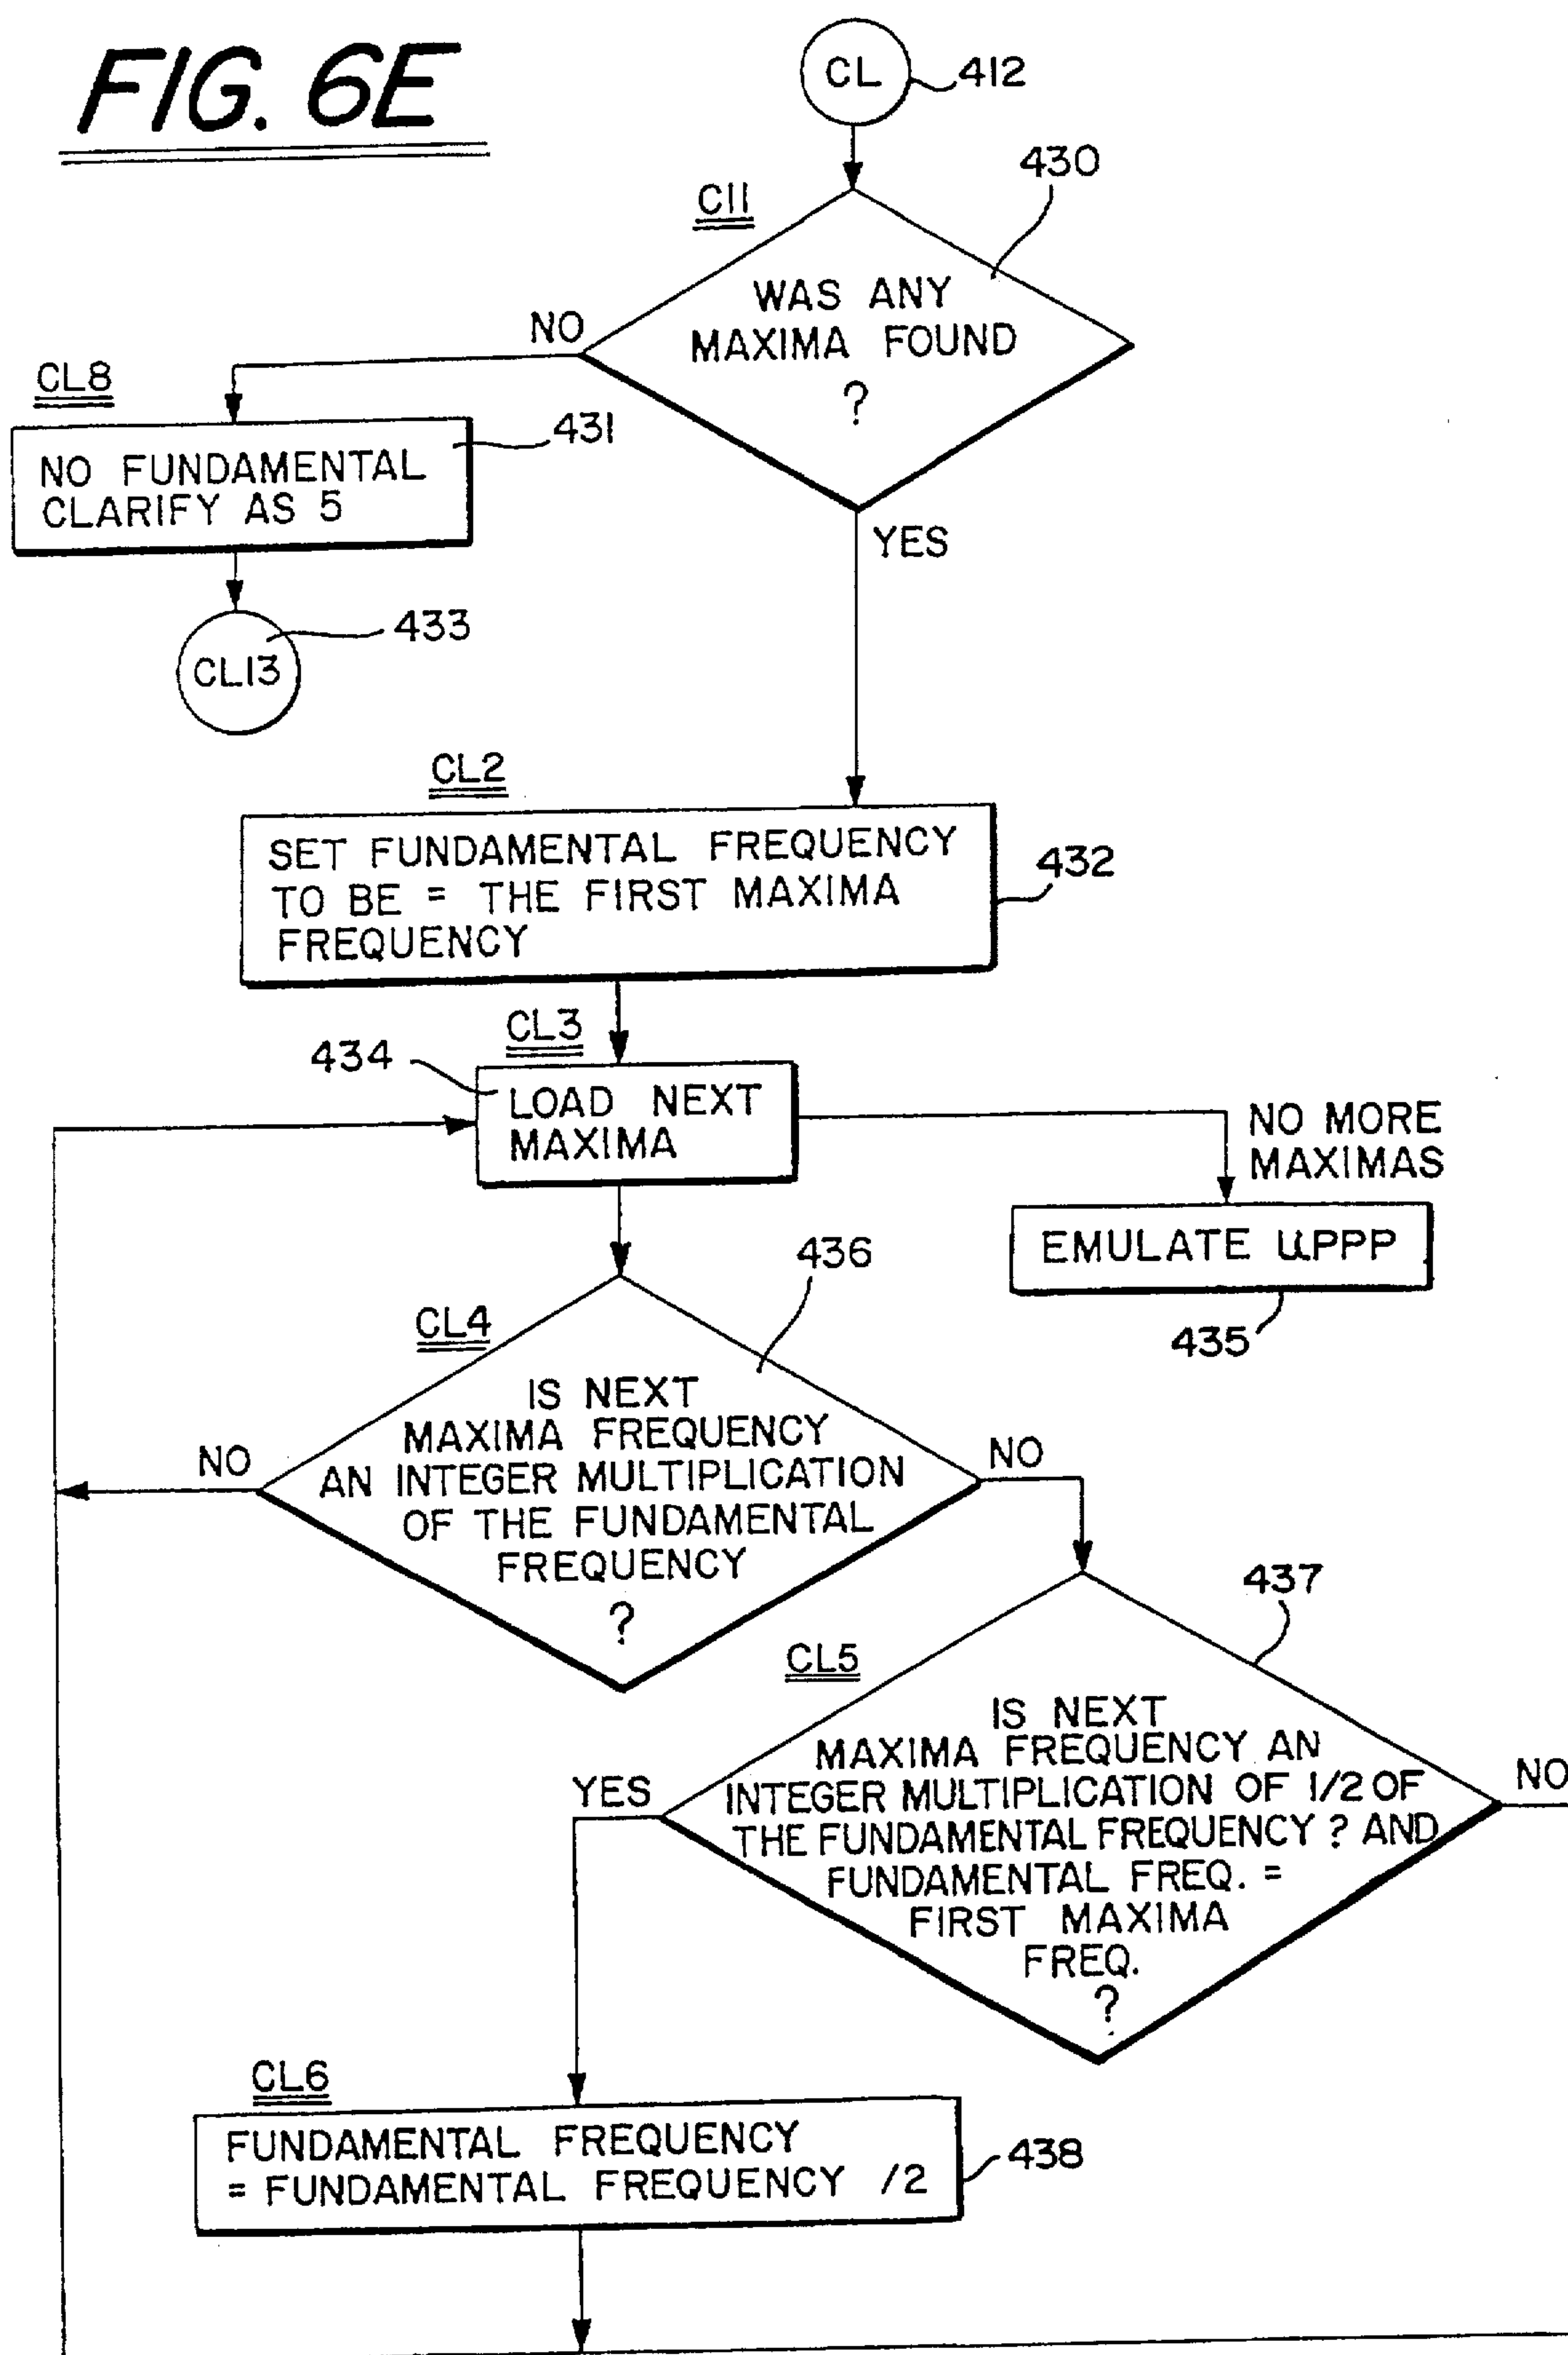 FIG. 6E
CL
412
430
C11
WAS ANY
MAXIMA FOUND
?
NO
CL8
431
NO FUNDAMENTAL
CLARIFY AS 5
YES
433
CL13
CL2
SET FUNDAMENTAL FREQUENCY
TO BE = THE FIRST MAXIMA
FREQUENCY
432
CL3
434
LOAD NEXT
MAXIMA
NO MORE
MAXIMAS
EMULATE uPPP
435
436
CL4
IS NEXT
MAXIMA FREQUENCY
AN INTEGER MULTIPLICATION
OF THE FUNDAMENTAL
FREQUENCY
?
NO
NO
437
CL5
IS NEXT
MAXIMA FREQUENCY AN
INTEGER MULTIPLICATION OF 1/2 OF
THE FUNDAMENTAL FREQUENCY ? AND
FUNDAMENTAL FREQ. =
FIRST MAXIMA
FREQ.
?
YES
NO
CL6
FUNDAMENTAL FREQUENCY
= FUNDAMENTAL FREQUENCY /2
438